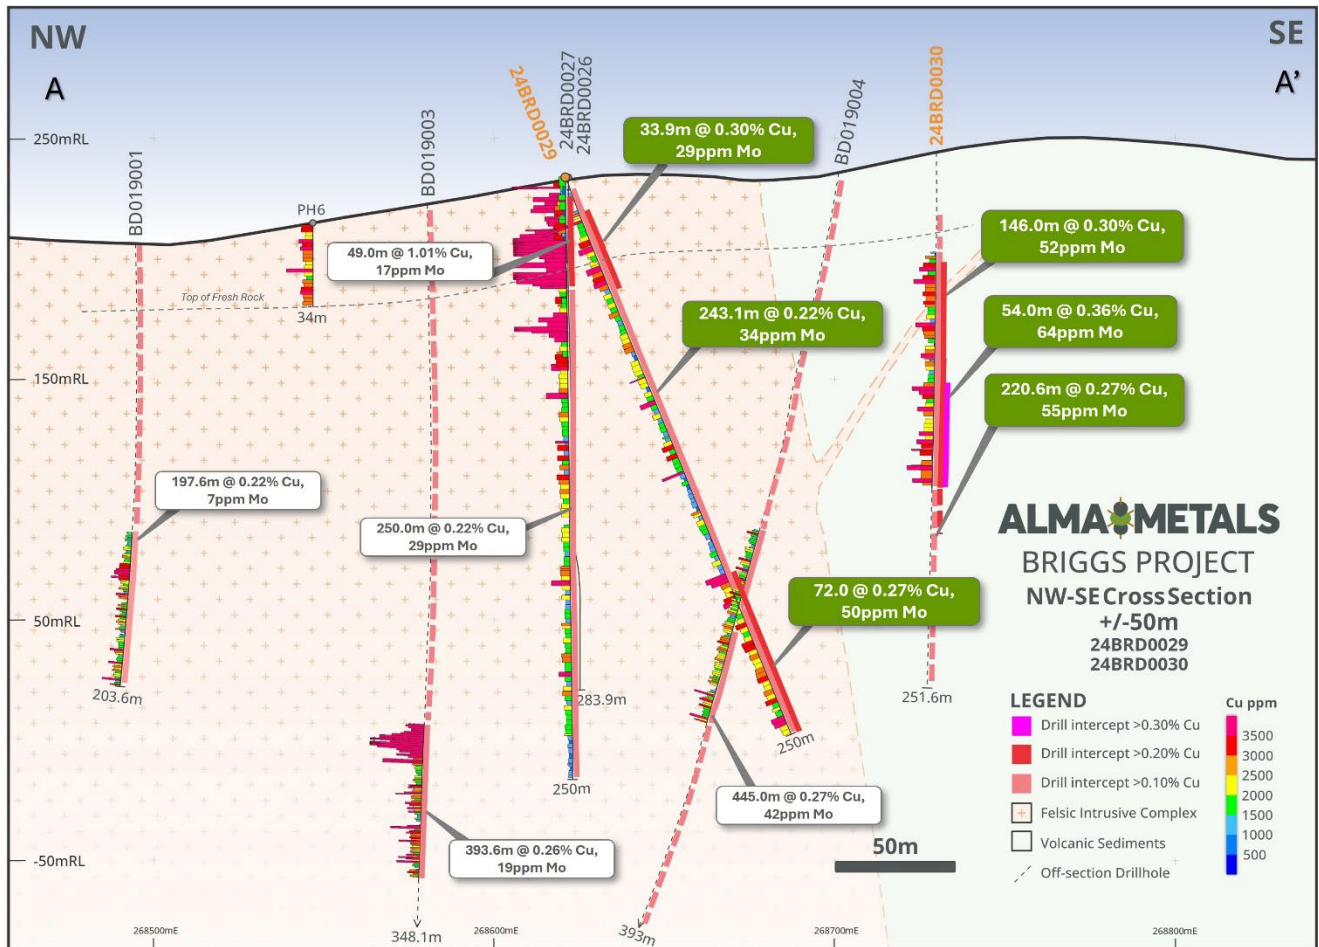 NW
SE
A
A'
24BRD0029
24BRD0027
24BRD0026
24BRD0030
BD019001
PH6
BD019003
BD019004
250mRL
150mRL
50mRL
-50mRL
33.9m @ 0.30% Cu,
29ppm Mo
49.0m @ 1.01% Cu,
17ppm Mo
146.0m @ 0.30% Cu,
52ppm Mo
Top of Fresh Rock
34m
243.1m @ 0.22% Cu,
34ppm Mo
54.0m @ 0.36% Cu,
64ppm Mo
220.6m @ 0.27% Cu,
55ppm Mo
197.6m @ 0.22% Cu,
7ppm Mo
250.0m @ 0.22% Cu,
29ppm Mo
72.0 @ 0.27% Cu,
50ppm Mo
203.6m
283.9m
250m
250m
251.6m
445.0m @ 0.27% Cu,
42ppm Mo
393.6m @ 0.26% Cu,
19ppm Mo
348.1m
393m
268500mE
268600mE
268700mE
268800mE
50m
ALMA METALS
BRIGGS PROJECT
NW-SE Cross Section
+/-50m
24BRD0029
24BRD0030
LEGEND
Drill intercept >0.30% Cu
Drill intercept >0.20% Cu
Drill intercept >0.10% Cu
Felsic Intrusive Complex
Volcanic Sediments
Off-section Drillhole
Cu ppm
3500
3000
2500
2000
1500
1000
500